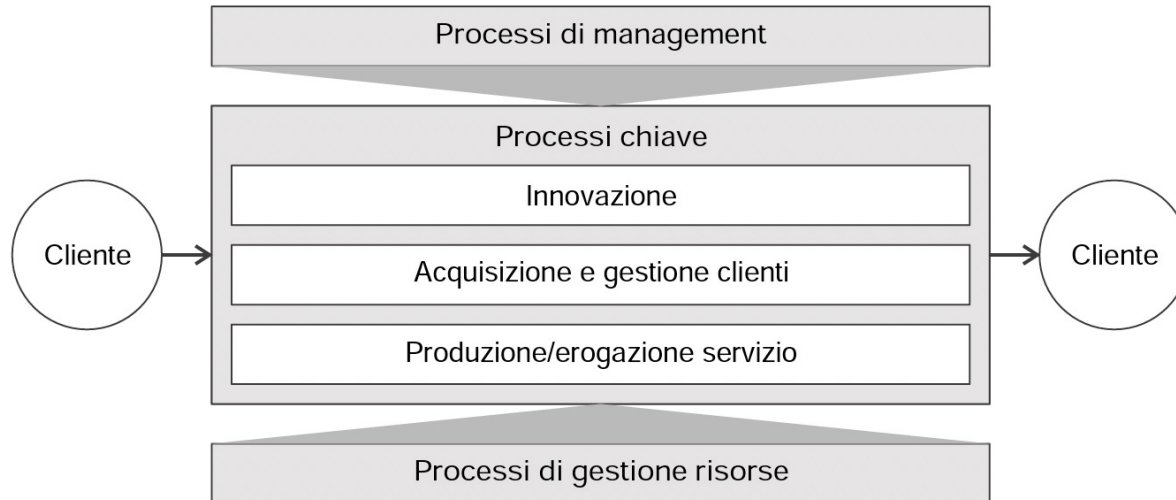 Processi di management
Processi chiave
Innovazione
Cliente
Acquisizione e gestione clienti
Cliente
Produzione/erogazione servizio
Processi di gestione risorse